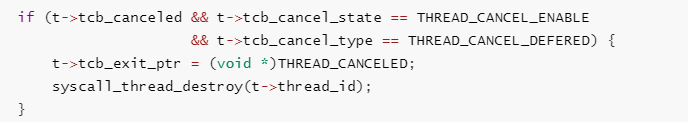 if (t->tcb_canceled && t->tcb_cancel_state == THREAD_CANCEL_ENABLE
&& t->tcb_cancel_type == THREAD_CANCEL_DEFERED) {
t->tcb_exit_ptr = (void *)THREAD_CANCELED;
syscall_thread_destroy(t->thread_id);
}